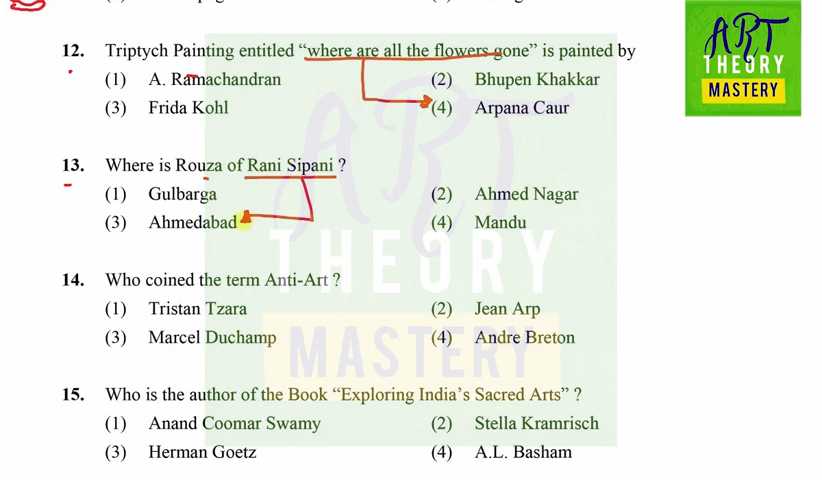 12. Triptych Painting entitled “where are all the flowers gone” is painted by
(1) A. Ramachandran (2) Bhupen Khakkar
(3) Frida Kohl (4) Arpana Caur
13. Where is Rouza of Rani Sipani ?
(1) Gulbarga (2) Ahmed Nagar
(3) Ahmedabad (4) Mandu
14. Who coined the term Anti-Art ?
(1) Tristan Tzara (2) Jean Arp
(3) Marcel Duchamp (4) Andre Breton
15. Who is the author of the Book “Exploring India’s Sacred Arts” ?
(1) Anand Coomar Swamy (2) Stella Kramrisch
(3) Herman Goetz (4) A.L. Basham
ART
THEORY
MASTERY
ART
THEORY
MASTERY